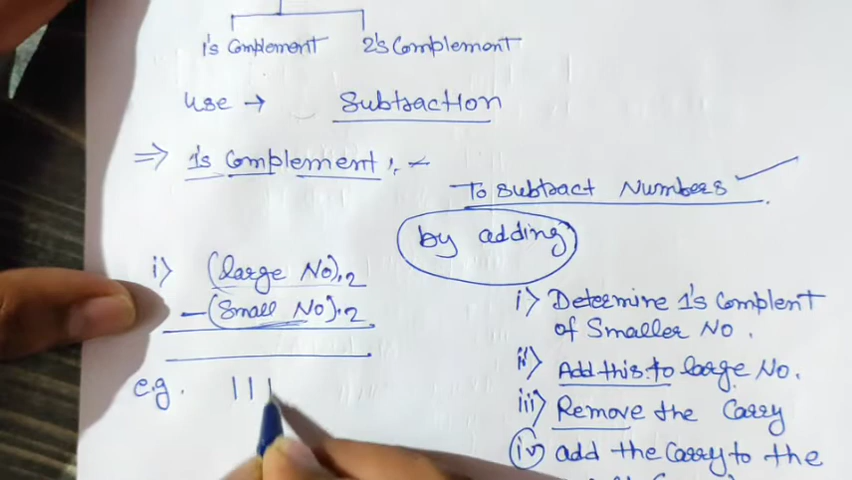 1's Complement 2's Complement
Use → Subtraction
⇒ 1's Complement :-
To subtract Numbers
by adding
i) (large No).2
- (Small No).2
e.g. 111
i) Determine 1's Complent
of Smaller No.
ii) Add this to large No.
iii) Remove the Carry
iv) add the Carry to the